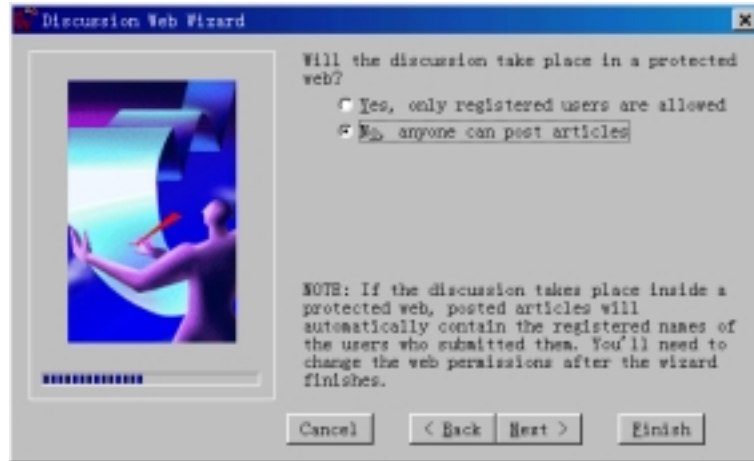 Discussion Web Wizard
Will the discussion take place in a protected
web?
Yes, only registered users are allowed
No, anyone can post articles
NOTE: If the discussion takes place inside a
protected web, posted articles will
automatically contain the registered names of
the users who submitted them. You'll need to
change the web permissions after the wizard
finishes.
Cancel
< Back
Next >
Finish